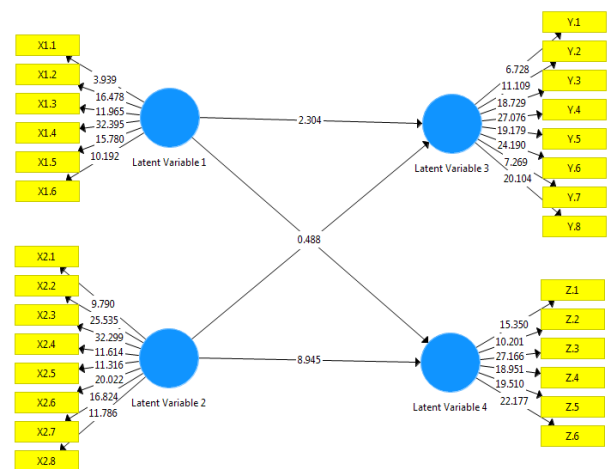 X1.1
X1.2
X1.3
X1.4
X1.5
X1.6
3.939
16.478
11.965
32.395
15.780
10.192
Latent Variable 1
2.304
Y.1
Y.2
Y.3
Y.4
Y.5
Y.6
Y.7
Y.8
6.728
11.109
18.729
27.076
19.179
24.190
7.269
20.104
Latent Variable 3
0.488
X2.1
X2.2
X2.3
X2.4
X2.5
X2.6
X2.7
X2.8
9.790
25.535
32.299
11.614
11.316
20.022
16.824
11.786
Latent Variable 2
8.945
Z.1
Z.2
Z.3
Z.4
Z.5
Z.6
15.350
10.201
27.166
18.951
19.510
22.177
Latent Variable 4